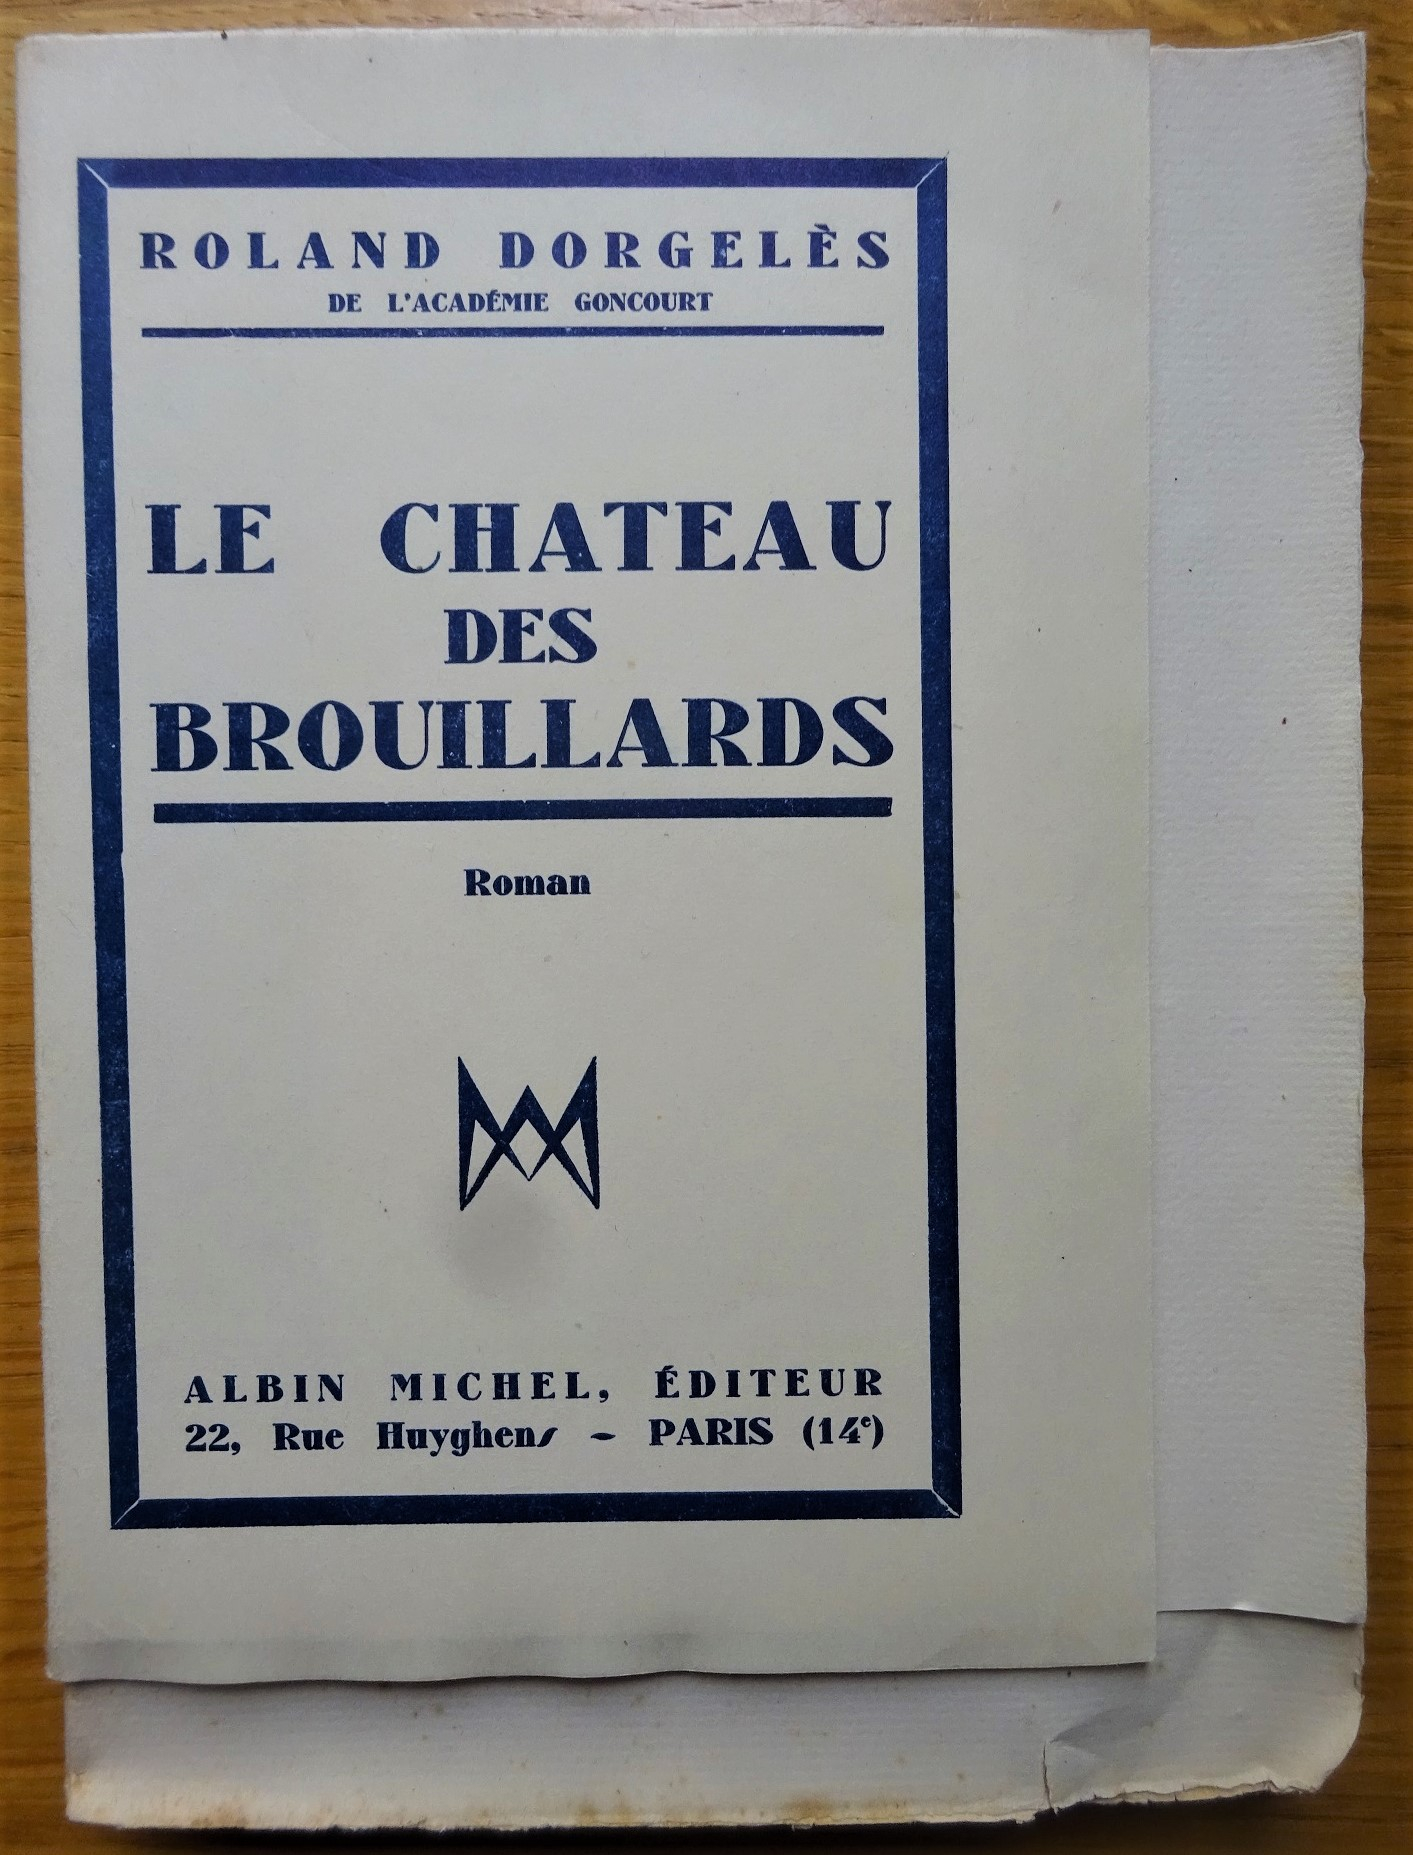 ROLAND DORGELÈS
DE L'ACADÉMIE GONCOURT
LE CHATEAU
DES
BROUILLARDS
Roman
ALBIN MICHEL, ÉDITEUR
22, Rue Huyghens - PARIS (14e)